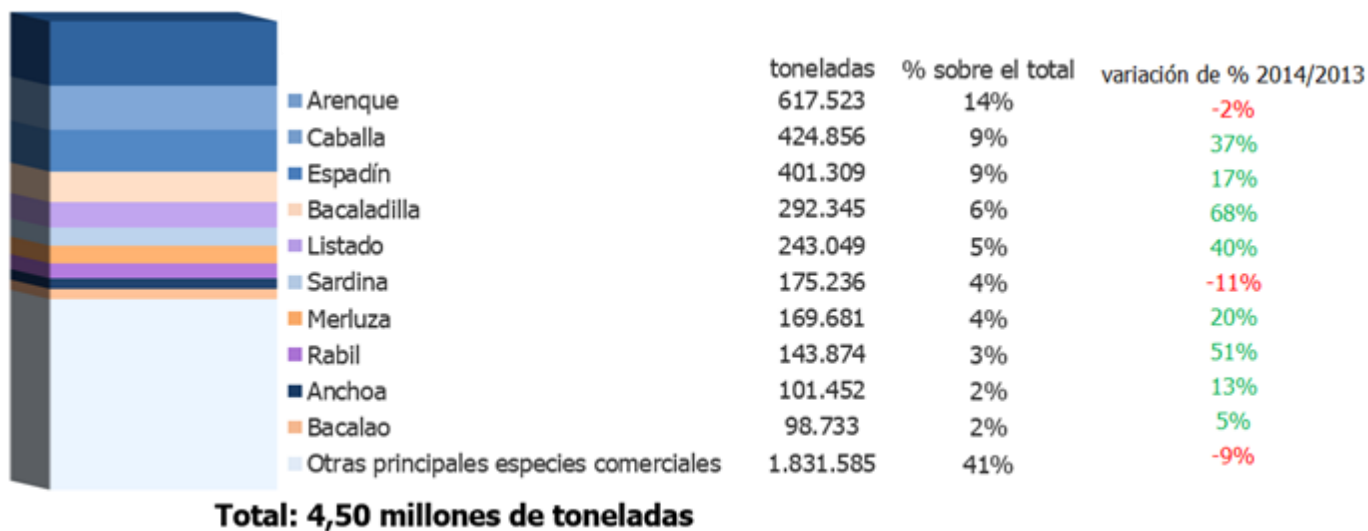 toneladas % sobre el total variación de % 2014/2013
Arenque 617.523 14% -2%
Caballa 424.856 9% 37%
Espadín 401.309 9% 17%
Bacaladilla 292.345 6% 68%
Listado 243.049 5% 40%
Sardina 175.236 4% -11%
Merluza 169.681 4% 20%
Rabil 143.874 3% 51%
Anchoa 101.452 2% 13%
Bacalao 98.733 2% 5%
Otras principales especies comerciales 1.831.585 41% -9%
Total: 4,50 millones de toneladas